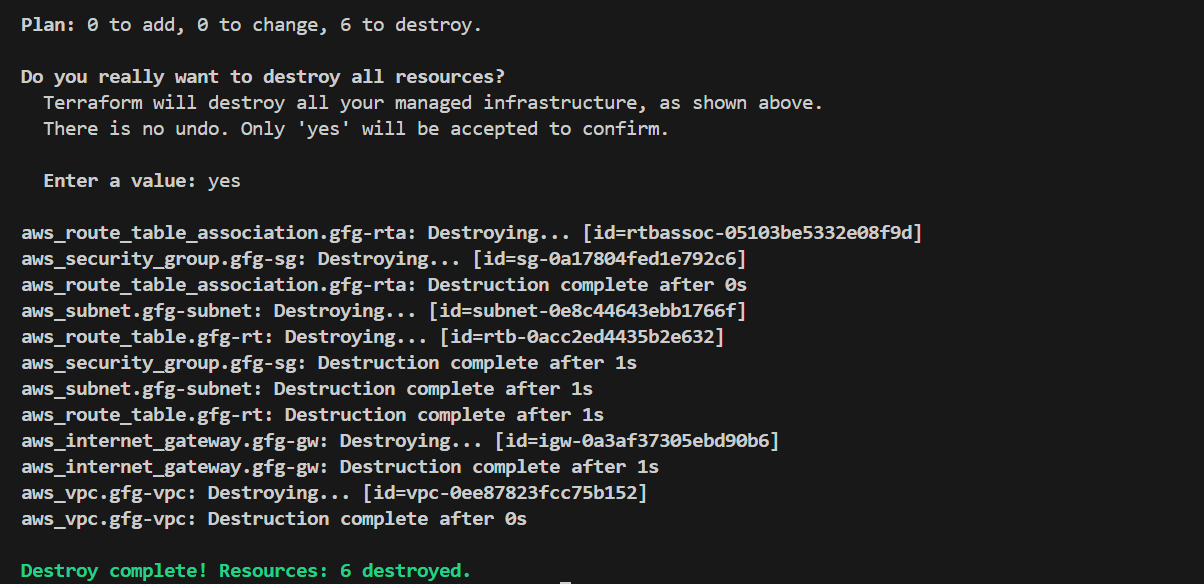 Plan: 0 to add, 0 to change, 6 to destroy.
Do you really want to destroy all resources?
Terraform will destroy all your managed infrastructure, as shown above.
There is no undo. Only 'yes' will be accepted to confirm.
Enter a value: yes
aws_route_table_association.gfg-rta: Destroying... [id=rtbassoc-05103be5332e08f9d]
aws_security_group.gfg-sg: Destroying... [id=sg-0a17804fed1e792c6]
aws_route_table_association.gfg-rta: Destruction complete after 0s
aws_subnet.gfg-subnet: Destroying... [id=subnet-0e8c44643ebb1766f]
aws_route_table.gfg-rt: Destroying... [id=rtb-0acc2ed4435b2e632]
aws_security_group.gfg-sg: Destruction complete after 1s
aws_subnet.gfg-subnet: Destruction complete after 1s
aws_route_table.gfg-rt: Destruction complete after 1s
aws_internet_gateway.gfg-gw: Destroying... [id=igw-0a3af37305ebd90b6]
aws_internet_gateway.gfg-gw: Destruction complete after 1s
aws_vpc.gfg-vpc: Destroying... [id=vpc-0ee87823fcc75b152]
aws_vpc.gfg-vpc: Destruction complete after 0s
Destroy complete! Resources: 6 destroyed.